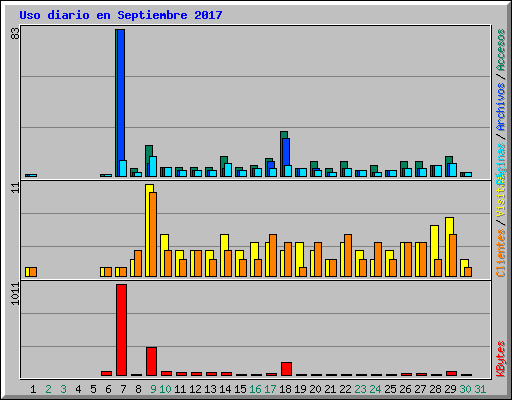 Uso diario en Septiembre 2017
83
Accesos / Archivos / Páginas
11
Clientes / Visitas
1011
KBytes
1 2 3 4 5 6 7 8 9 10 11 12 13 14 15 16 17 18 19 20 21 22 23 24 25 26 27 28 29 30 31